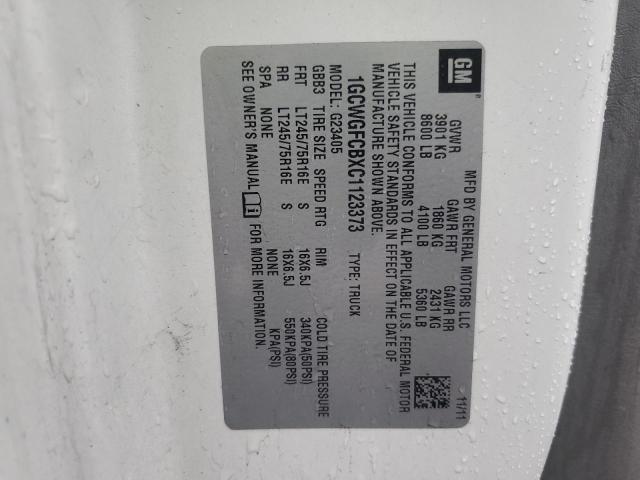 GM
MFD BY GENERAL MOTORS LLC 11/11
GVWR GAWR FRT GAWR RR
3901 KG 1860 KG 2431 KG
8600 LB 4100 LB 5360 LB
THIS VEHICLE CONFORMS TO ALL APPLICABLE U.S. FEDERAL MOTOR
VEHICLE SAFETY STANDARDS IN EFFECT ON THE DATE OF
MANUFACTURE SHOWN ABOVE.
1GCWGFCBXC1123373 TYPE: TRUCK
MODEL: G23405
GBB3 TIRE SIZE SPEED RTG RIM COLD TIRE PRESSURE
FRT LT245/75R16E S 16X6.5J 340KPA(50PSI)
RR LT245/75R16E S 16X6.5J 550KPA(80PSI)
SPA NONE NONE KPA(PSI)
SEE OWNER'S MANUAL FOR MORE INFORMATION.